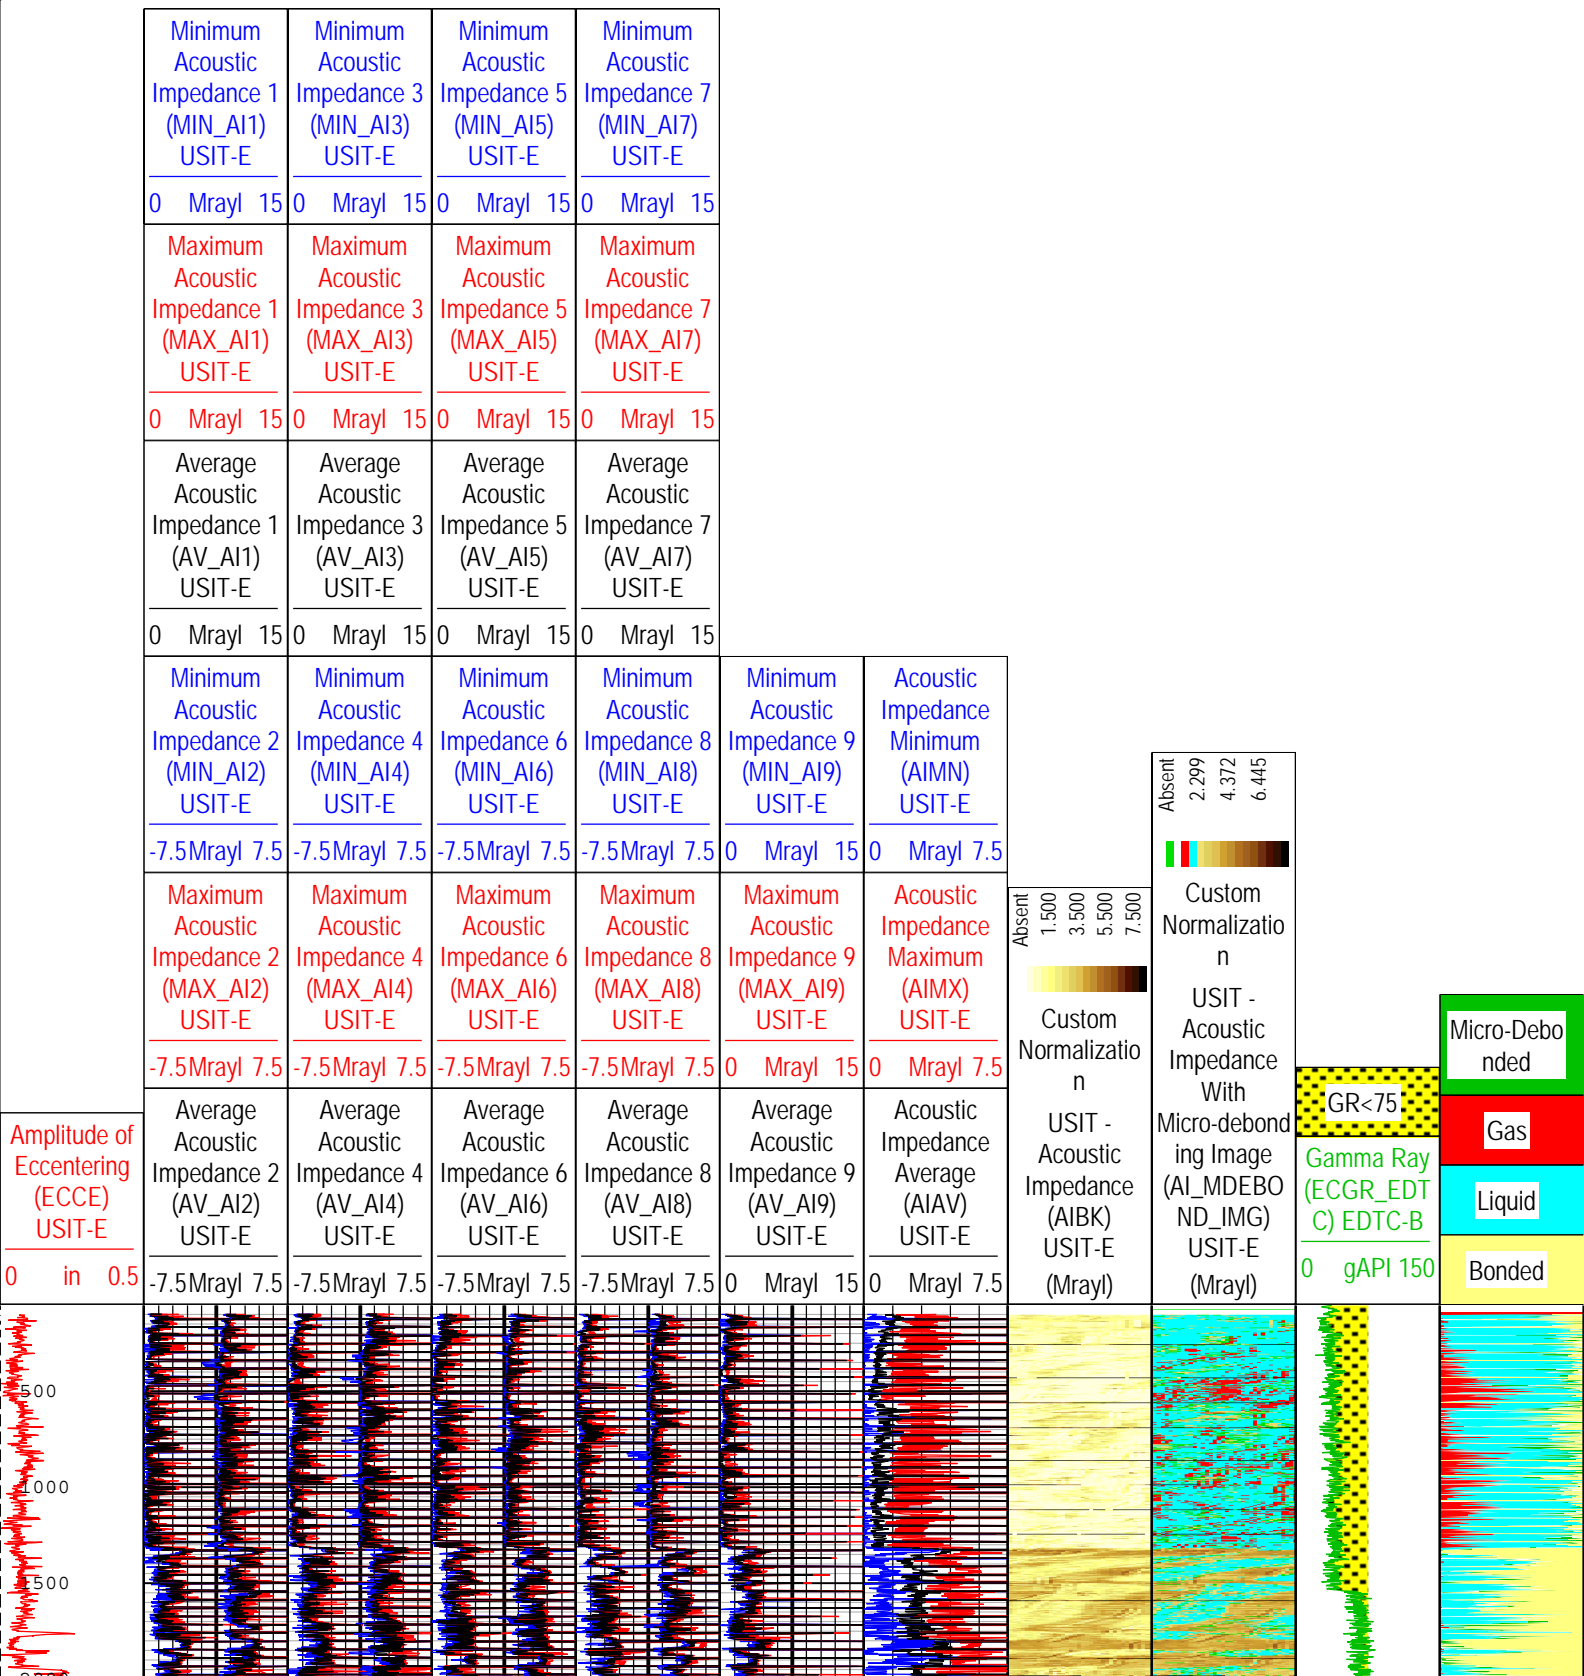 Minimum
Acoustic
Impedance 1
(MIN_AI1)
USIT-E
0 Mrayl 15
Minimum
Acoustic
Impedance 3
(MIN_AI3)
USIT-E
0 Mrayl 15
Minimum
Acoustic
Impedance 5
(MIN_AI5)
USIT-E
0 Mrayl 15
Minimum
Acoustic
Impedance 7
(MIN_AI7)
USIT-E
0 Mrayl 15
Maximum
Acoustic
Impedance 1
(MAX_AI1)
USIT-E
0 Mrayl 15
Maximum
Acoustic
Impedance 3
(MAX_AI3)
USIT-E
0 Mrayl 15
Maximum
Acoustic
Impedance 5
(MAX_AI5)
USIT-E
0 Mrayl 15
Maximum
Acoustic
Impedance 7
(MAX_AI7)
USIT-E
0 Mrayl 15
Average
Acoustic
Impedance 1
(AV_AI1)
USIT-E
0 Mrayl 15
Average
Acoustic
Impedance 3
(AV_AI3)
USIT-E
0 Mrayl 15
Average
Acoustic
Impedance 5
(AV_AI5)
USIT-E
0 Mrayl 15
Average
Acoustic
Impedance 7
(AV_AI7)
USIT-E
0 Mrayl 15
Minimum
Acoustic
Impedance 2
(MIN_AI2)
USIT-E
-7.5 Mrayl 7.5
Minimum
Acoustic
Impedance 4
(MIN_AI4)
USIT-E
-7.5 Mrayl 7.5
Minimum
Acoustic
Impedance 6
(MIN_AI6)
USIT-E
-7.5 Mrayl 7.5
Minimum
Acoustic
Impedance 8
(MIN_AI8)
USIT-E
-7.5 Mrayl 7.5
Minimum
Acoustic
Impedance 9
(MIN_AI9)
USIT-E
0 Mrayl 15
Acoustic
Impedance
Minimum
(AIMN)
USIT-E
0 Mrayl 7.5
Maximum
Acoustic
Impedance 2
(MAX_AI2)
USIT-E
-7.5 Mrayl 7.5
Maximum
Acoustic
Impedance 4
(MAX_AI4)
USIT-E
-7.5 Mrayl 7.5
Maximum
Acoustic
Impedance 6
(MAX_AI6)
USIT-E
-7.5 Mrayl 7.5
Maximum
Acoustic
Impedance 8
(MAX_AI8)
USIT-E
-7.5 Mrayl 7.5
Maximum
Acoustic
Impedance 9
(MAX_AI9)
USIT-E
0 Mrayl 15
Acoustic
Impedance
Maximum
(AIMX)
USIT-E
0 Mrayl 7.5
Amplitude of
Eccentering
(ECCE)
USIT-E
0 in 0.5
Average
Acoustic
Impedance 2
(AV_AI2)
USIT-E
-7.5 Mrayl 7.5
Average
Acoustic
Impedance 4
(AV_AI4)
USIT-E
-7.5 Mrayl 7.5
Average
Acoustic
Impedance 6
(AV_AI6)
USIT-E
-7.5 Mrayl 7.5
Average
Acoustic
Impedance 8
(AV_AI8)
USIT-E
-7.5 Mrayl 7.5
Average
Acoustic
Impedance 9
(AV_AI9)
USIT-E
0 Mrayl 15
Acoustic
Impedance
Average
(AIAV)
USIT-E
0 Mrayl 7.5
Absent
1.500
3.500
5.500
7.500
Custom
Normalizatio
n
USIT -
Acoustic
Impedance
(AIBK)
USIT-E
(Mrayl)
Absent
2.299
4.372
6.445
Custom
Normalizatio
n
USIT -
Acoustic
Impedance
With
Micro-debond
ing Image
(AI_MDEBO
ND_IMG)
USIT-E
(Mrayl)
GR<75
Gamma Ray
(ECGR_EDT
C) EDTC-B
0 gAPI 150
Micro-Debo
nded
Gas
Liquid
Bonded
500
1000
1500